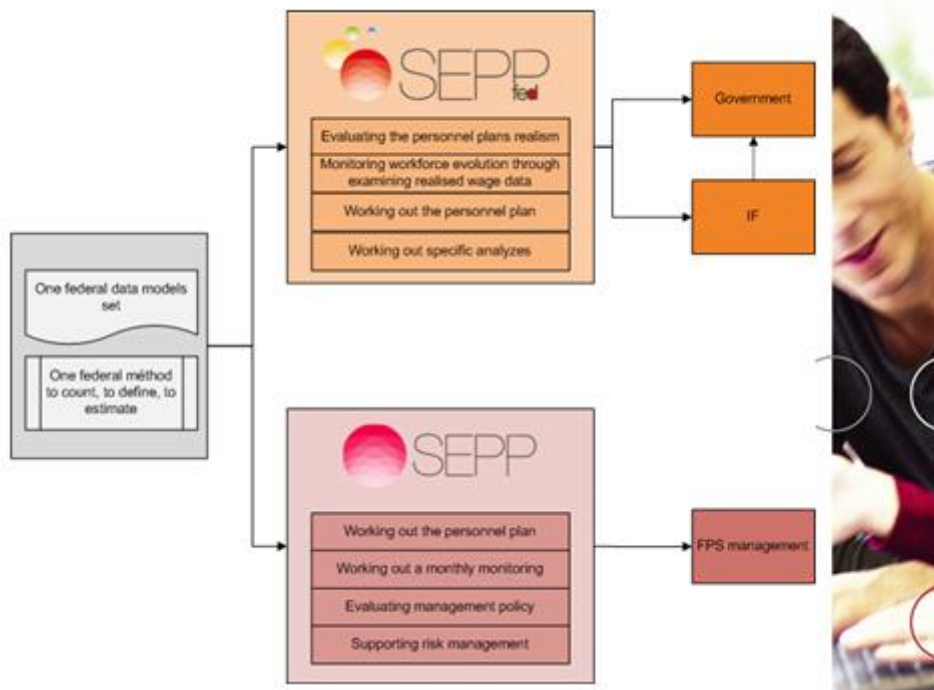 One federal data models
set
One federal méthod
to count, to define, to
estimate
SEPP
fed
Evaluating the personnel plans realism
Monitoring workforce evolution through
examining realised wage data
Working out the personnel plan
Working out specific analyzes
Government
IF
SEPP
Working out the personnel plan
Working out a monthly monitoring
Evaluating management policy
Supporting risk management
FPS management